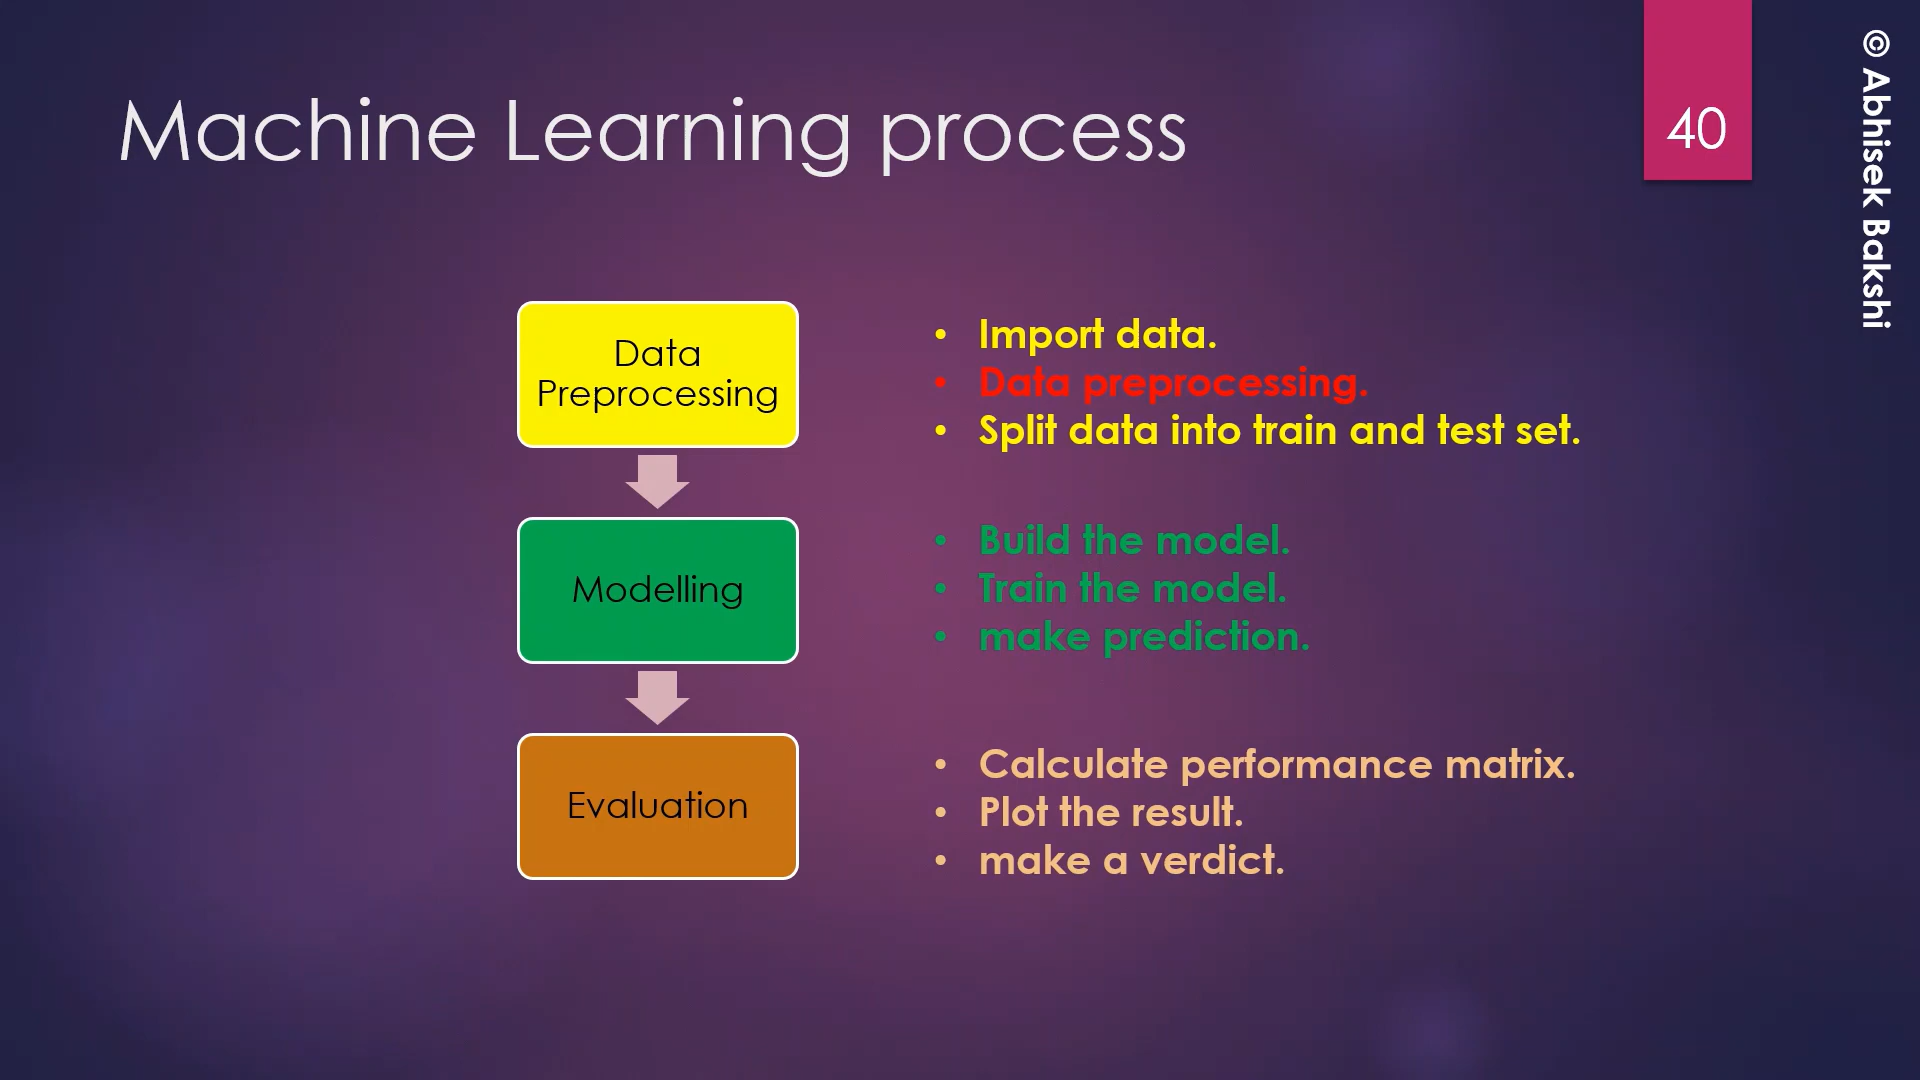 Machine Learning process
40
© Abhisek Bakshi
Data
Preprocessing
• Import data.
• Data preprocessing.
• Split data into train and test set.
Modelling
• Build the model.
• Train the model.
• make prediction.
Evaluation
• Calculate performance matrix.
• Plot the result.
• make a verdict.